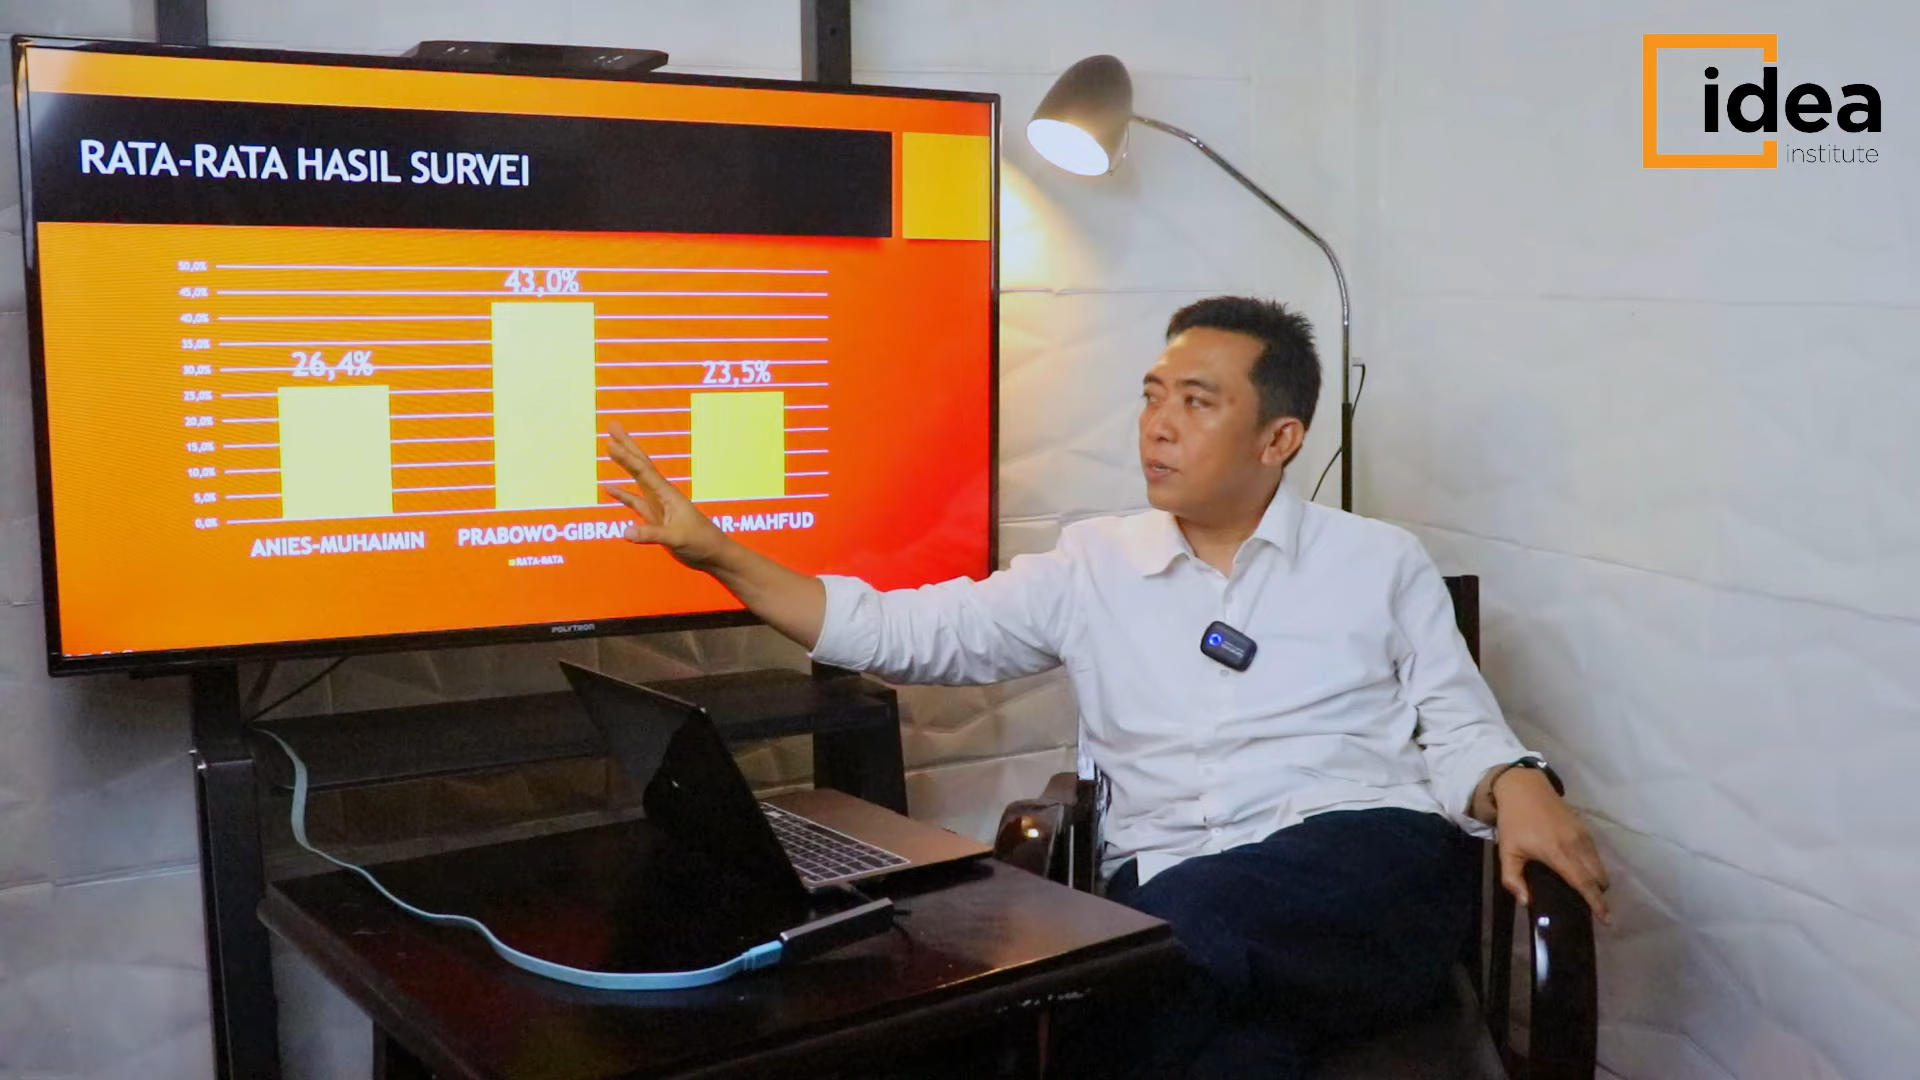 RATA-RATA HASIL SURVEI
50,0%
45,0%
40,0%
35,0%
30,0%
25,0%
20,0%
15,0%
10,0%
5,0%
0,0%
26,4%
43,0%
23,5%
ANIES-MUHAIMIN
PRABOWO-GIBRAN
AR-MAHFUD
RATA-RATA
POLYTRON
idea
institute